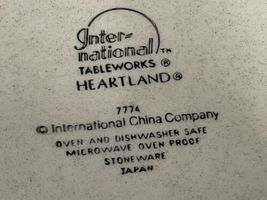 Inter-
national™
TABLEWORKS®
HEARTLAND®
7774
© International China Company
OVEN AND DISHWASHER SAFE
MICROWAVE OVEN PROOF
STONEWARE
JAPAN